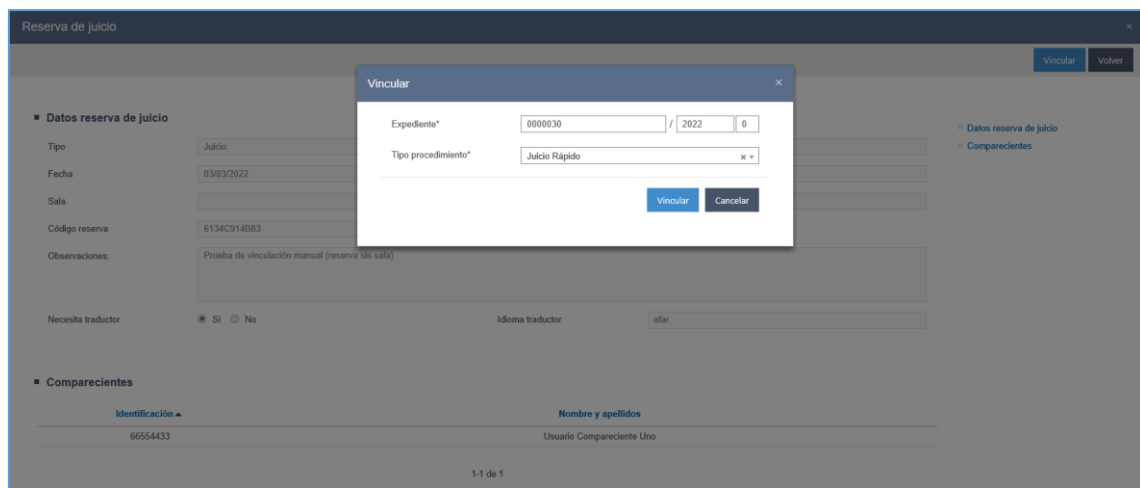 Reserva de juicio ×
Vincular Volver
Vincular ×
Expediente* 0000030 / 2022 0
Tipo procedimiento* Juicio Rápido ×
Vincular Cancelar
Datos reserva de juicio
Tipo Juicio
Fecha 03/03/2022
Sala
Código reserva 6134C914B83
Observaciones: Prueba de vinculación manual (reserva sin sala)
Necesita traductor Sí No Idioma traductor afar
Datos reserva de juicio
Comparecientes
Comparecientes
Identificación Nombre y apellidos
66554433 Usuario Compareciente Uno
1-1 de 1